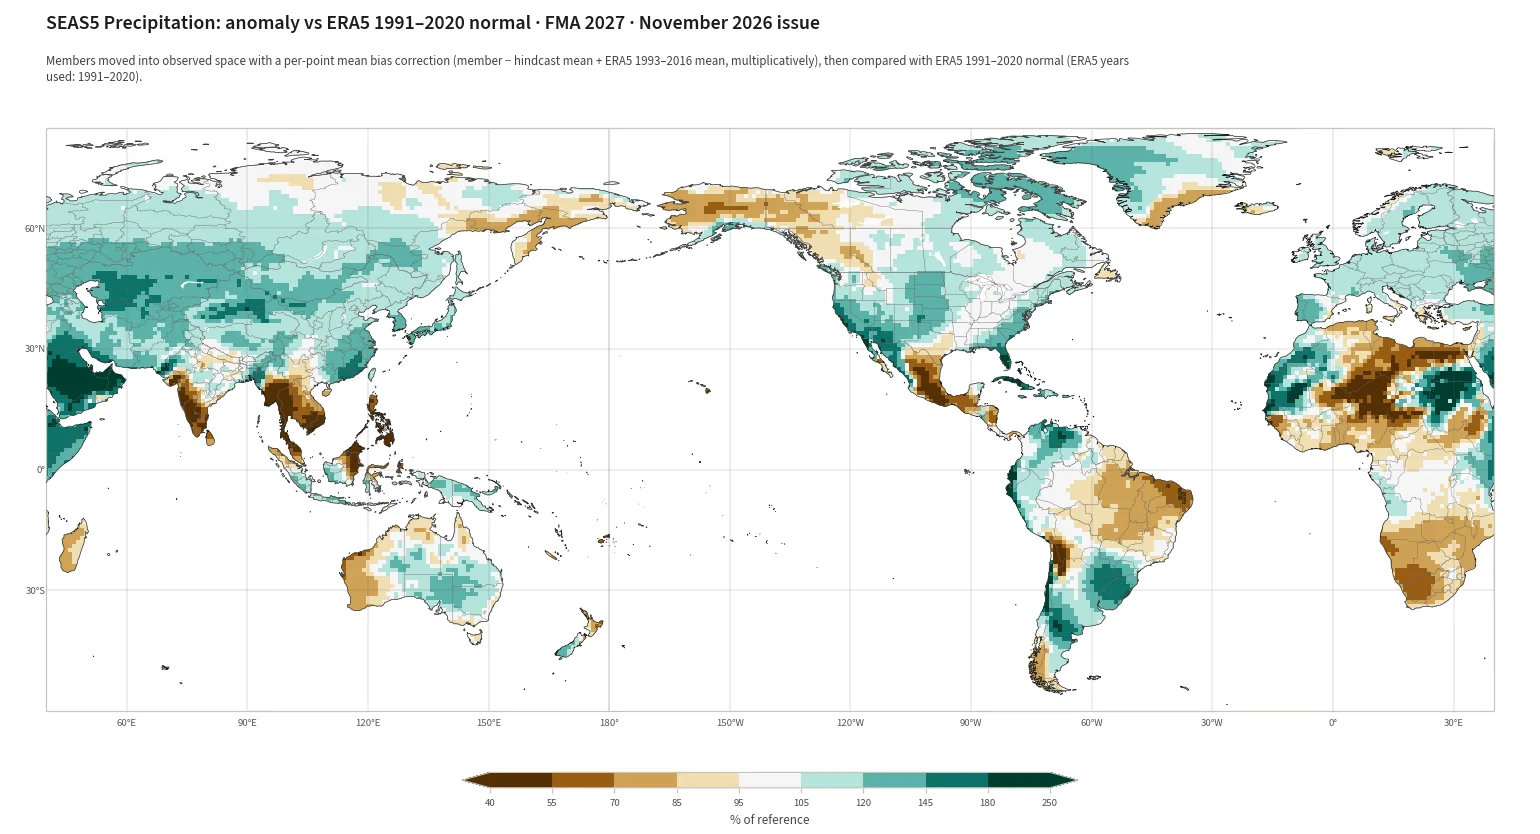 SEAS5 Precipitation: anomaly vs ERA5 1991–2020 normal · FMA 2027 · November 2026 issue
Members moved into observed space with a per-point mean bias correction (member − hindcast mean + ERA5 1993–2016 mean, multiplicatively), then compared with ERA5 1991–2020 normal (ERA5 years
used: 1991–2020).
60°N
30°N
0°
30°S
60°E 90°E 120°E 150°E 180° 150°W 120°W 90°W 60°W 30°W 0° 30°E
40 55 70 85 95 105 120 145 180 250
% of reference